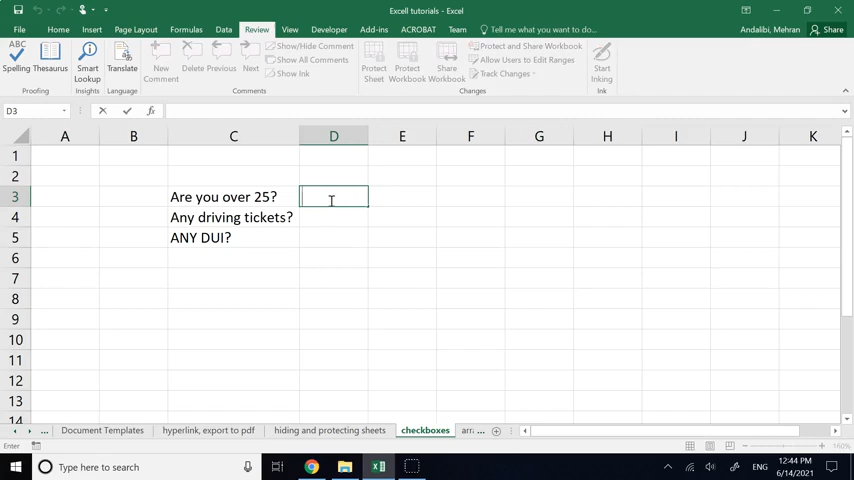 Excell tutorials - Excel
Andalibi, Mehran
Share
File Home Insert Page Layout Formulas Data Review View Developer Add-ins ACROBAT Team Tell me what you want to do...
ABC
Spelling
Thesaurus
Smart Lookup
Translate
New Comment
Delete
Previous
Next
Show/Hide Comment
Show All Comments
Show Ink
Protect Sheet
Protect Workbook
Share Workbook
Protect and Share Workbook
Allow Users to Edit Ranges
Track Changes
Start Inking
Proofing Insights Language Comments Changes Ink
D3
fx
A B C D E F G H I J K
1
2
3 Are you over 25?
4 Any driving tickets?
5 ANY DUI?
6
7
8
9
10
11
12
13
14
... Document Templates hyperlink, export to pdf hiding and protecting sheets checkboxes arra ...
Enter
160%
Type here to search
ENG
12:44 PM
6/14/2021